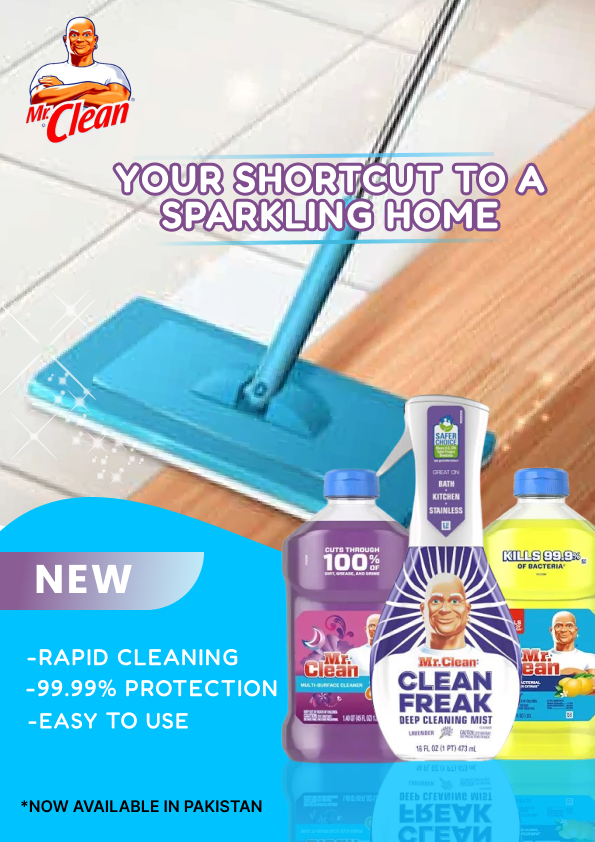 Mr. Clean
YOUR SHORTCUT TO A
SPARKLING HOME
SAFER
CHOICE
GREAT ON
BATH
KITCHEN
STAINLESS
CUTS THROUGH
100% OF
DIRT, GREASE, AND GRIME
KILLS 99.9%
OF BACTERIA*
NEW
Mr.
Clean
MULTI-SURFACE CLEANER
Mr. Clean
CLEAN
FREAK
DEEP CLEANING MIST
LAVENDER
16 FL OZ (1 PT) 473 mL
Mr.
ean
-RAPID CLEANING
-99.99% PROTECTION
-EASY TO USE
*NOW AVAILABLE IN PAKISTAN